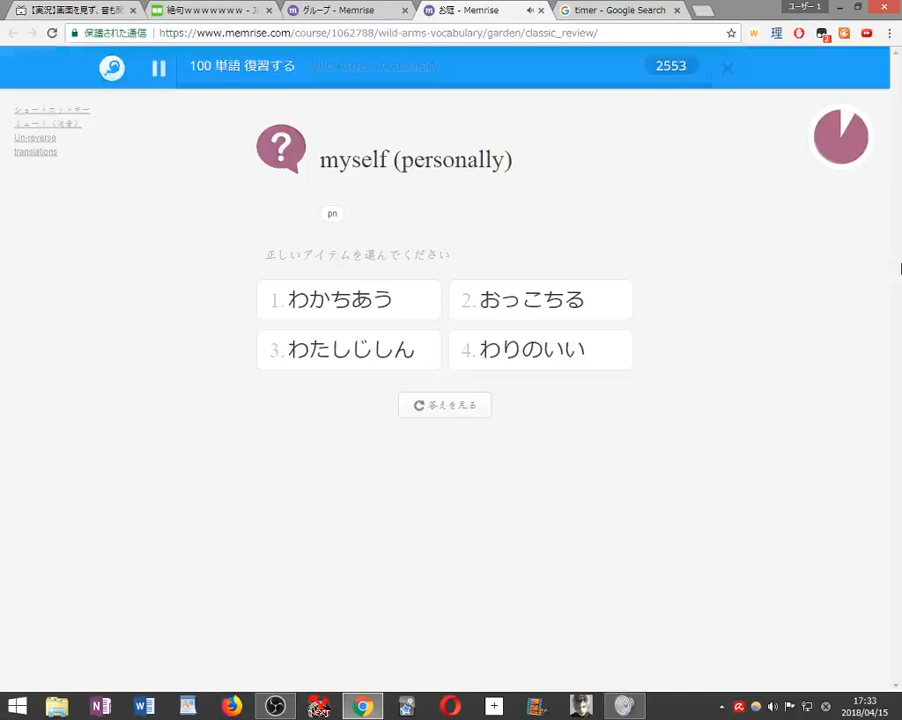 【実況】画面を見ず、音も聞
絶句ｗｗｗｗｗｗｗ - Ji
グループ - Memrise
お庭 - Memrise
timer - Google Search
ユーザー 1
保護された通信
https://www.memrise.com/course/1062788/wild-arms-vocabulary/garden/classic_review/
100 単語 復習する
Wild Arms vocabulary
2553
ショートカットキー
ミュート（消音）
Un-reverse
translations
myself (personally)
pn
正しいアイテムを選んでください
1. わかちあう
2. おっこちる
3. わたしじしん
4. わりのいい
答えを見る
17:33
2018/04/15